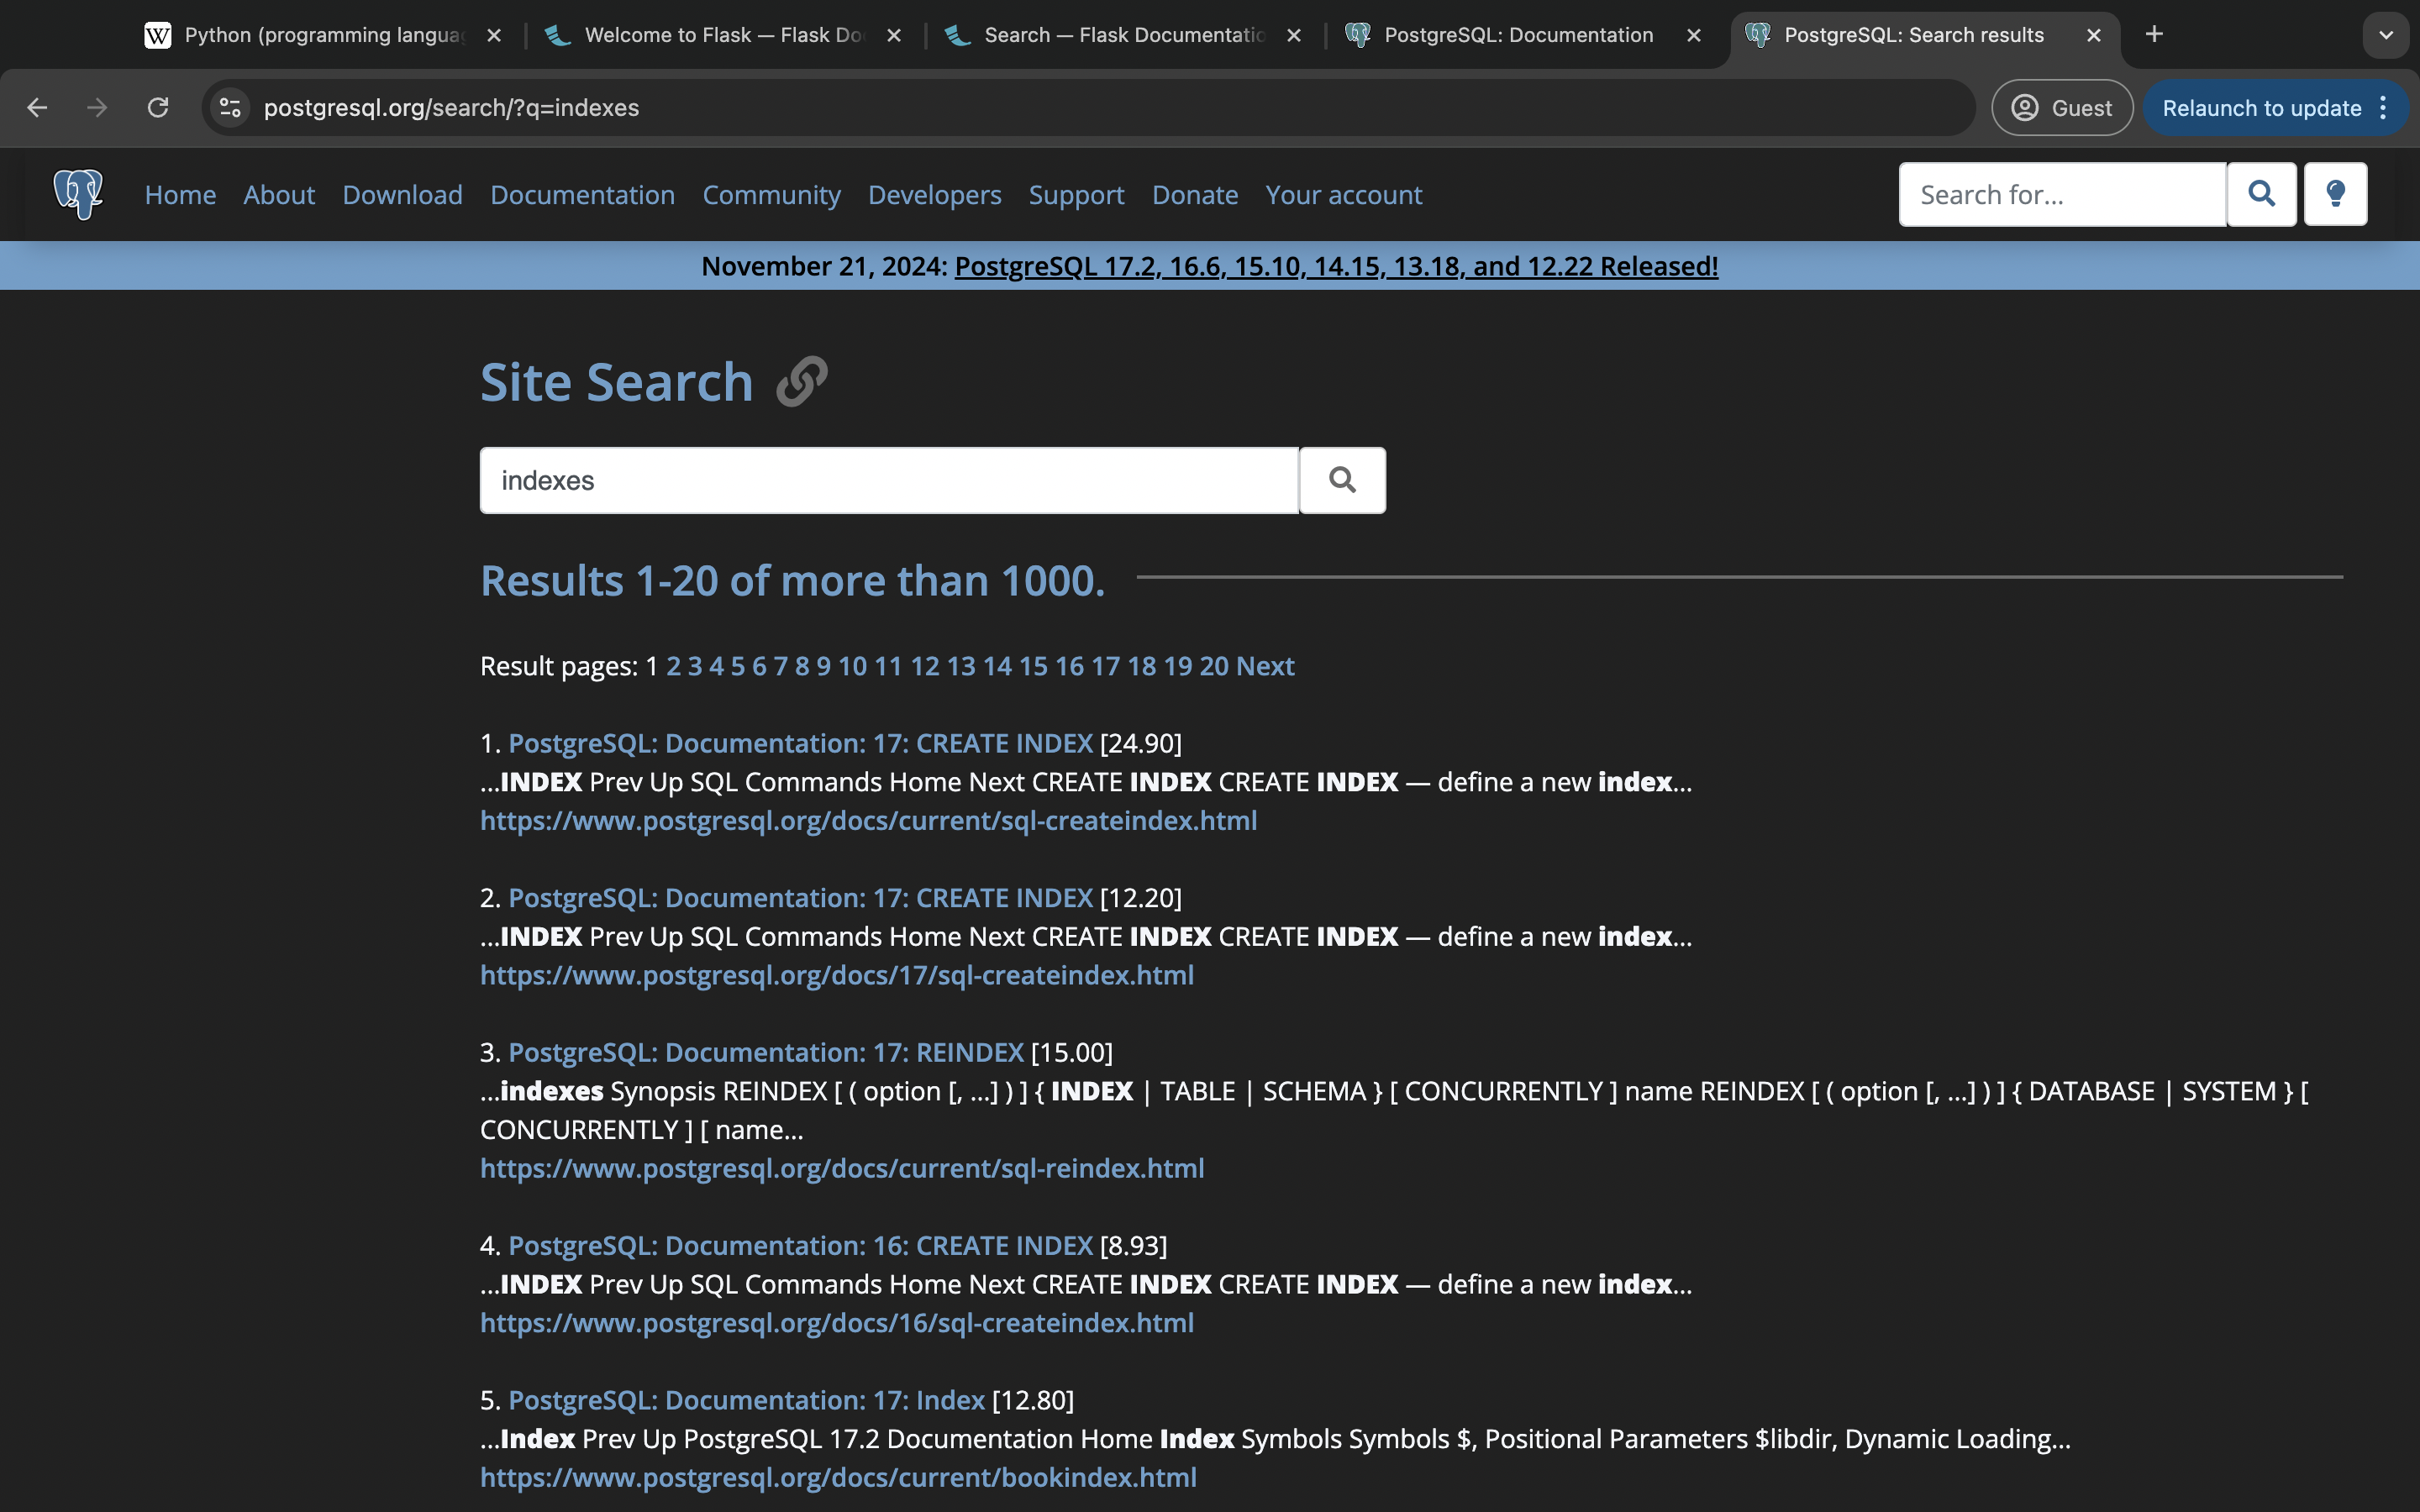 Python (programming langua
Welcome to Flask — Flask Do
Search — Flask Documentatio
PostgreSQL: Documentation
PostgreSQL: Search results
postgresql.org/search/?q=indexes
Guest
Relaunch to update
Home About Download Documentation Community Developers Support Donate Your account
Search for...
November 21, 2024: PostgreSQL 17.2, 16.6, 15.10, 14.15, 13.18, and 12.22 Released!
Site Search
indexes
Results 1-20 of more than 1000.
Result pages: 1 2 3 4 5 6 7 8 9 10 11 12 13 14 15 16 17 18 19 20 Next
1. PostgreSQL: Documentation: 17: CREATE INDEX [24.90]
...INDEX Prev Up SQL Commands Home Next CREATE INDEX CREATE INDEX — define a new index...
https://www.postgresql.org/docs/current/sql-createindex.html
2. PostgreSQL: Documentation: 17: CREATE INDEX [12.20]
...INDEX Prev Up SQL Commands Home Next CREATE INDEX CREATE INDEX — define a new index...
https://www.postgresql.org/docs/17/sql-createindex.html
3. PostgreSQL: Documentation: 17: REINDEX [15.00]
...indexes Synopsis REINDEX [ ( option [, ...] ) ] { INDEX | TABLE | SCHEMA } [ CONCURRENTLY ] name REINDEX [ ( option [, ...] ) ] { DATABASE | SYSTEM } [
CONCURRENTLY ] [ name...
https://www.postgresql.org/docs/current/sql-reindex.html
4. PostgreSQL: Documentation: 16: CREATE INDEX [8.93]
...INDEX Prev Up SQL Commands Home Next CREATE INDEX CREATE INDEX — define a new index...
https://www.postgresql.org/docs/16/sql-createindex.html
5. PostgreSQL: Documentation: 17: Index [12.80]
...Index Prev Up PostgreSQL 17.2 Documentation Home Index Symbols Symbols $, Positional Parameters $libdir, Dynamic Loading...
https://www.postgresql.org/docs/current/bookindex.html